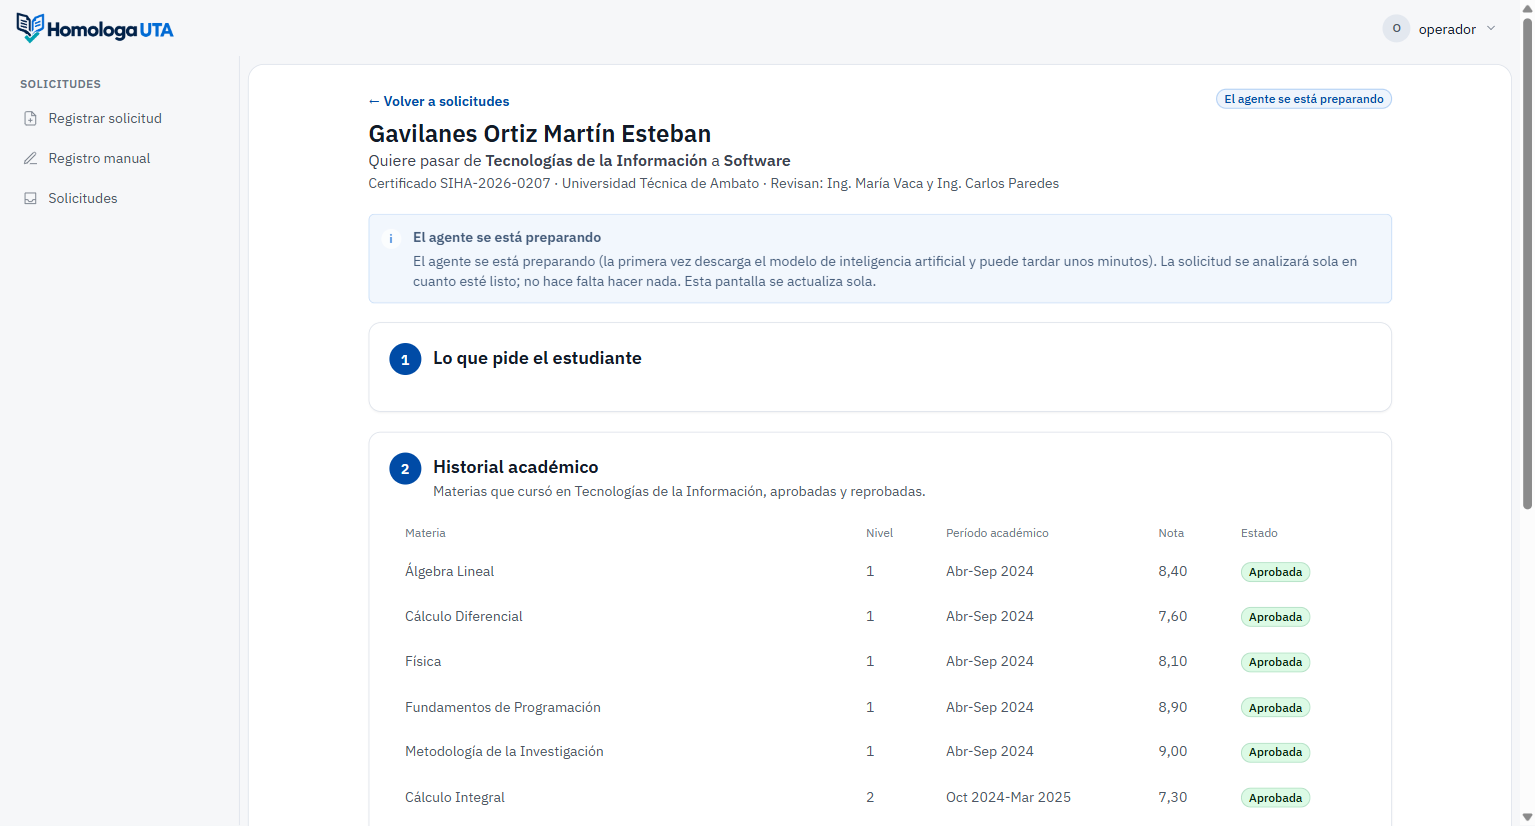 Homologa UTA
O operador
SOLICITUDES
Registrar solicitud
Registro manual
Solicitudes
← Volver a solicitudes
El agente se está preparando
Gavilanes Ortiz Martín Esteban
Quiere pasar de Tecnologías de la Información a Software
Certificado SIHA-2026-0207 · Universidad Técnica de Ambato · Revisan: Ing. María Vaca y Ing. Carlos Paredes
i El agente se está preparando
El agente se está preparando (la primera vez descarga el modelo de inteligencia artificial y puede tardar unos minutos). La solicitud se analizará sola en
cuanto esté listo; no hace falta hacer nada. Esta pantalla se actualiza sola.
1 Lo que pide el estudiante
2 Historial académico
Materias que cursó en Tecnologías de la Información, aprobadas y reprobadas.
Materia Nivel Período académico Nota Estado
Álgebra Lineal 1 Abr-Sep 2024 8,40 Aprobada
Cálculo Diferencial 1 Abr-Sep 2024 7,60 Aprobada
Física 1 Abr-Sep 2024 8,10 Aprobada
Fundamentos de Programación 1 Abr-Sep 2024 8,90 Aprobada
Metodología de la Investigación 1 Abr-Sep 2024 9,00 Aprobada
Cálculo Integral 2 Oct 2024-Mar 2025 7,30 Aprobada